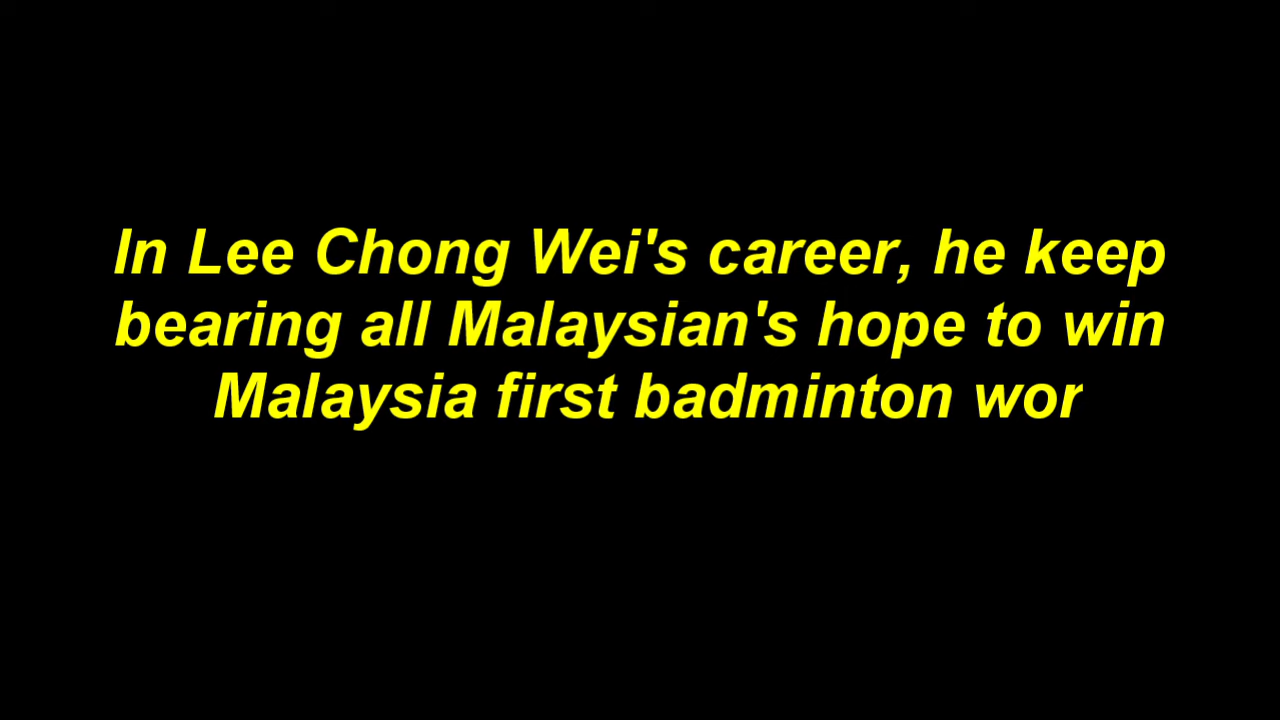 In Lee Chong Wei's career, he keep
bearing all Malaysian's hope to win
Malaysia first badminton wor